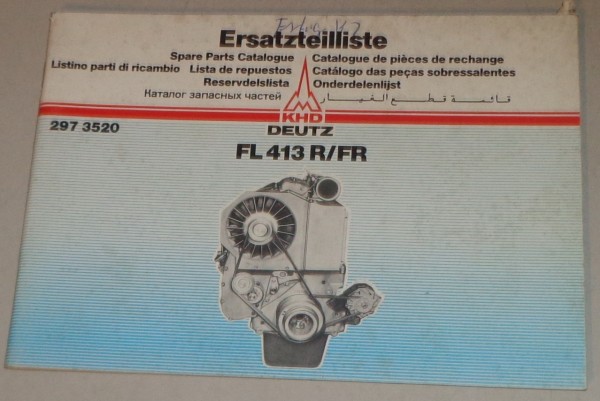 Ersatzteilliste
Spare Parts Catalogue Catalogue de pièces de rechange
Listino parti di ricambio Lista de repuestos Catálogo das peças sobressalentes
Reservdelslista Onderdelenlijst
Каталог запасных частей قائمة قطع الغيار
KHD
DEUTZ
297 3520
FL 413 R/FR